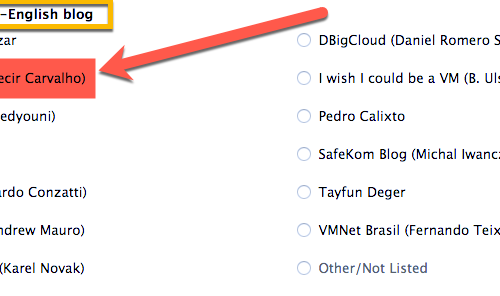 -English blog
zar
DBigCloud (Daniel Romero S
ecir Carvalho)
I wish I could be a VM (B. Uls
edyouni)
Pedro Calixto
SafeKom Blog (Michal Iwancz
ardo Conzatti)
Tayfun Deger
ndrew Mauro)
VMNet Brasil (Fernando Teix
(Karel Novak)
Other/Not Listed